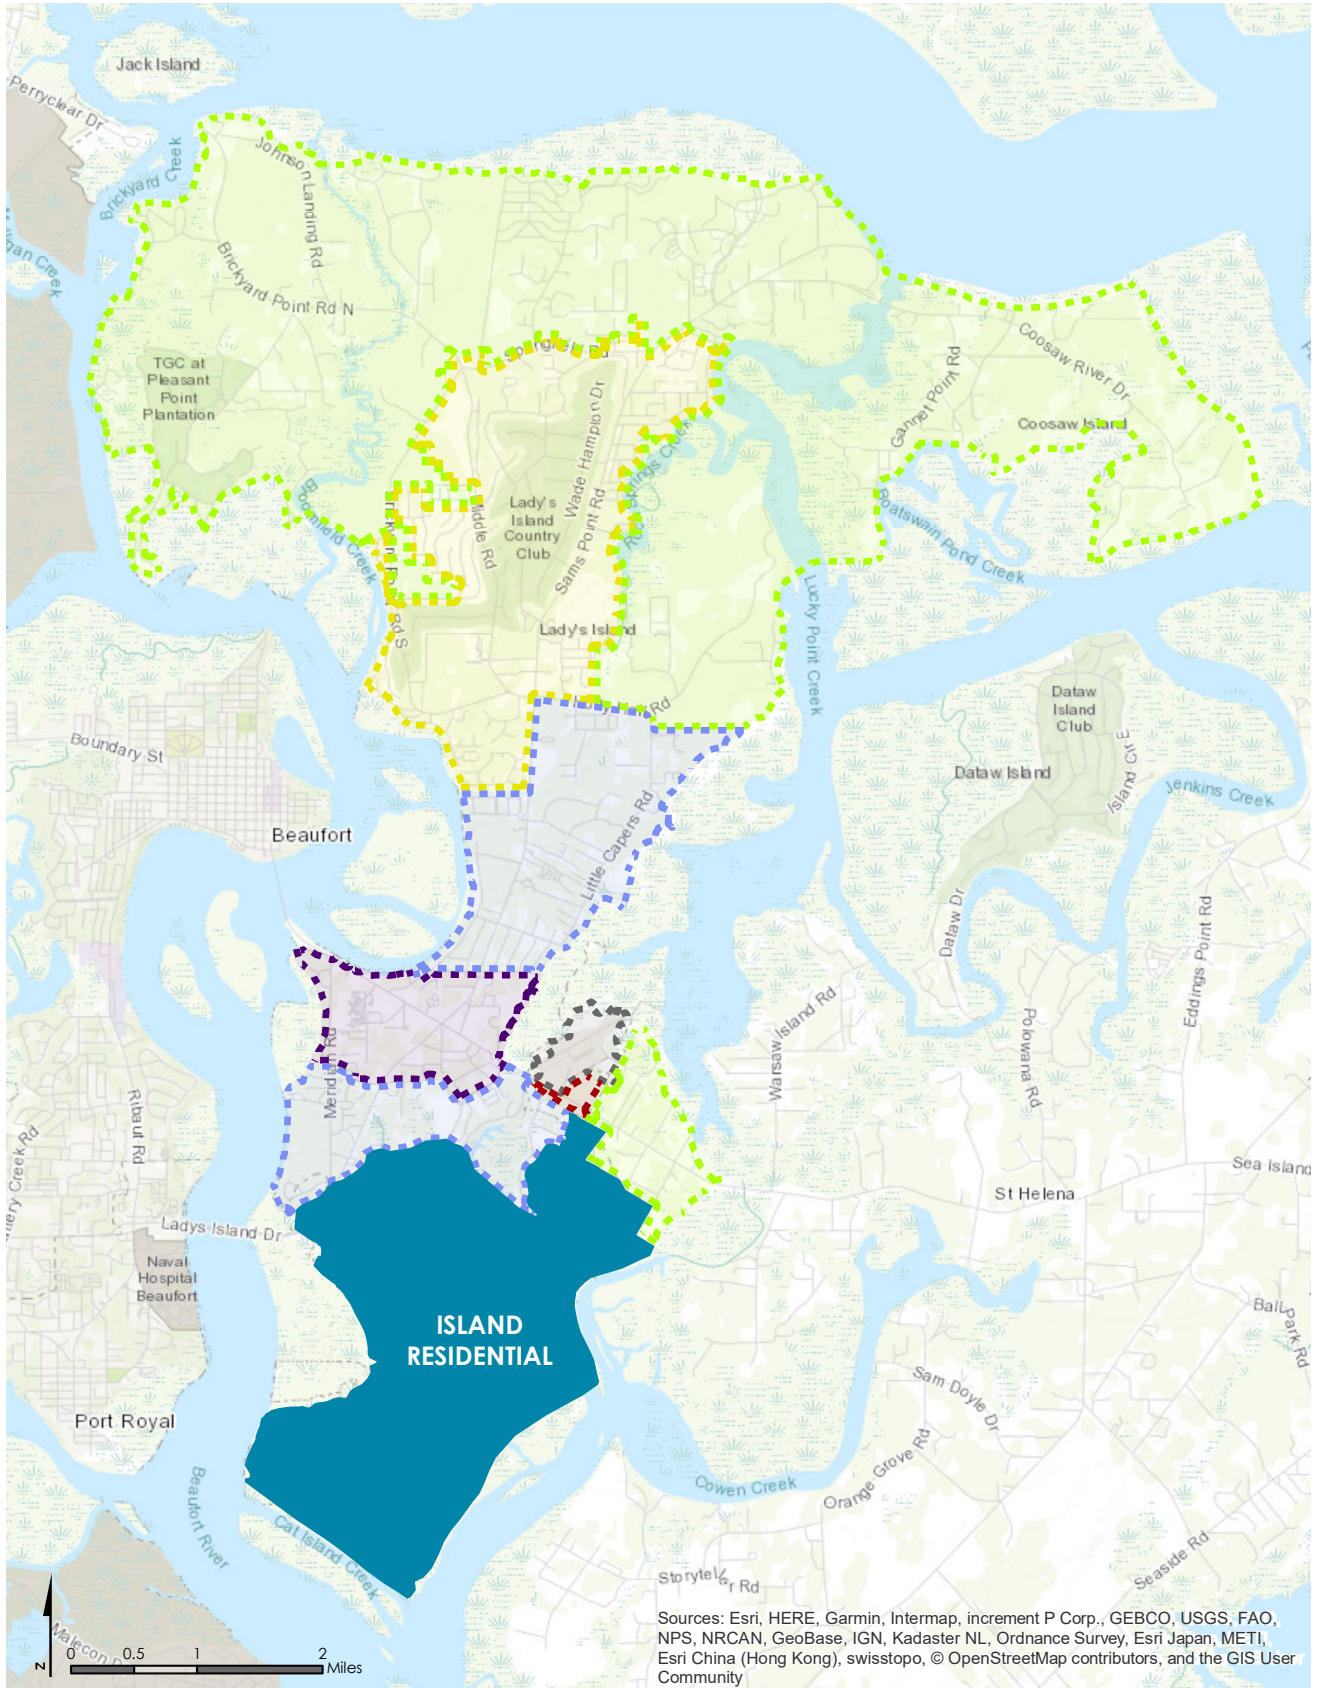 Jack Island
Perryclear Dr
Brickyard Creek
Johnson Landing Rd
Brickyard Point Rd N
TGC at
Pleasant
Point
Plantation
Coosaw River Dr
Gannet Point Rd
Coosaw Island
Wade Hampton Dr
Sams Point Rd
Middle Rd
Lady's
Island
Country
Club
Boatswain Pond Creek
Lady's Island
Lucky Point Creek
Boundary St
Beaufort
Dataw
Island
Club
Island Cir E
Dataw Island
Jenkins Creek
Little Capers Rd
Dataw Dr
Eddings Point Rd
Warsaw Island Rd
Polowana Rd
Meridian Rd
Ribaut Rd
Sea Island
St Helena
Ladys Island Dr
Naval
Hospital
Beaufort
ISLAND
RESIDENTIAL
Ball Park Rd
Sam Doyle Dr
Port Royal
Orange Grove Rd
Cowen Creek
Beaufort River
Cat Island Creek
Seaside Rd
Storyteller Rd
N
0 0.5 1 2
Miles
Sources: Esri, HERE, Garmin, Intermap, increment P Corp., GEBCO, USGS, FAO,
NPS, NRCAN, GeoBase, IGN, Kadaster NL, Ordnance Survey, Esri Japan, METI,
Esri China (Hong Kong), swisstopo, © OpenStreetMap contributors, and the GIS User
Community